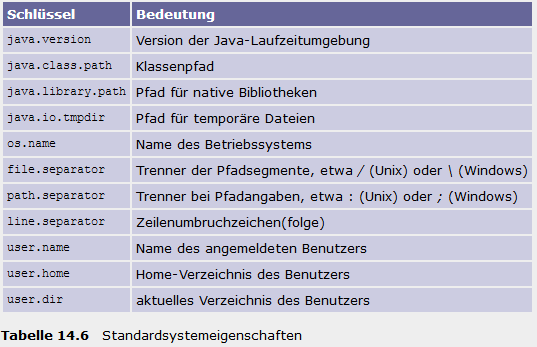 Schlüssel Bedeutung
java.version Version der Java-Laufzeitumgebung
java.class.path Klassenpfad
java.library.path Pfad für native Bibliotheken
java.io.tmpdir Pfad für temporäre Dateien
os.name Name des Betriebssystems
file.separator Trenner der Pfadsegmente, etwa / (Unix) oder \ (Windows)
path.separator Trenner bei Pfadangaben, etwa : (Unix) oder ; (Windows)
line.separator Zeilenumbruchzeichen(folge)
user.name Name des angemeldeten Benutzers
user.home Home-Verzeichnis des Benutzers
user.dir aktuelles Verzeichnis des Benutzers
Tabelle 14.6 Standardsystemeigenschaften